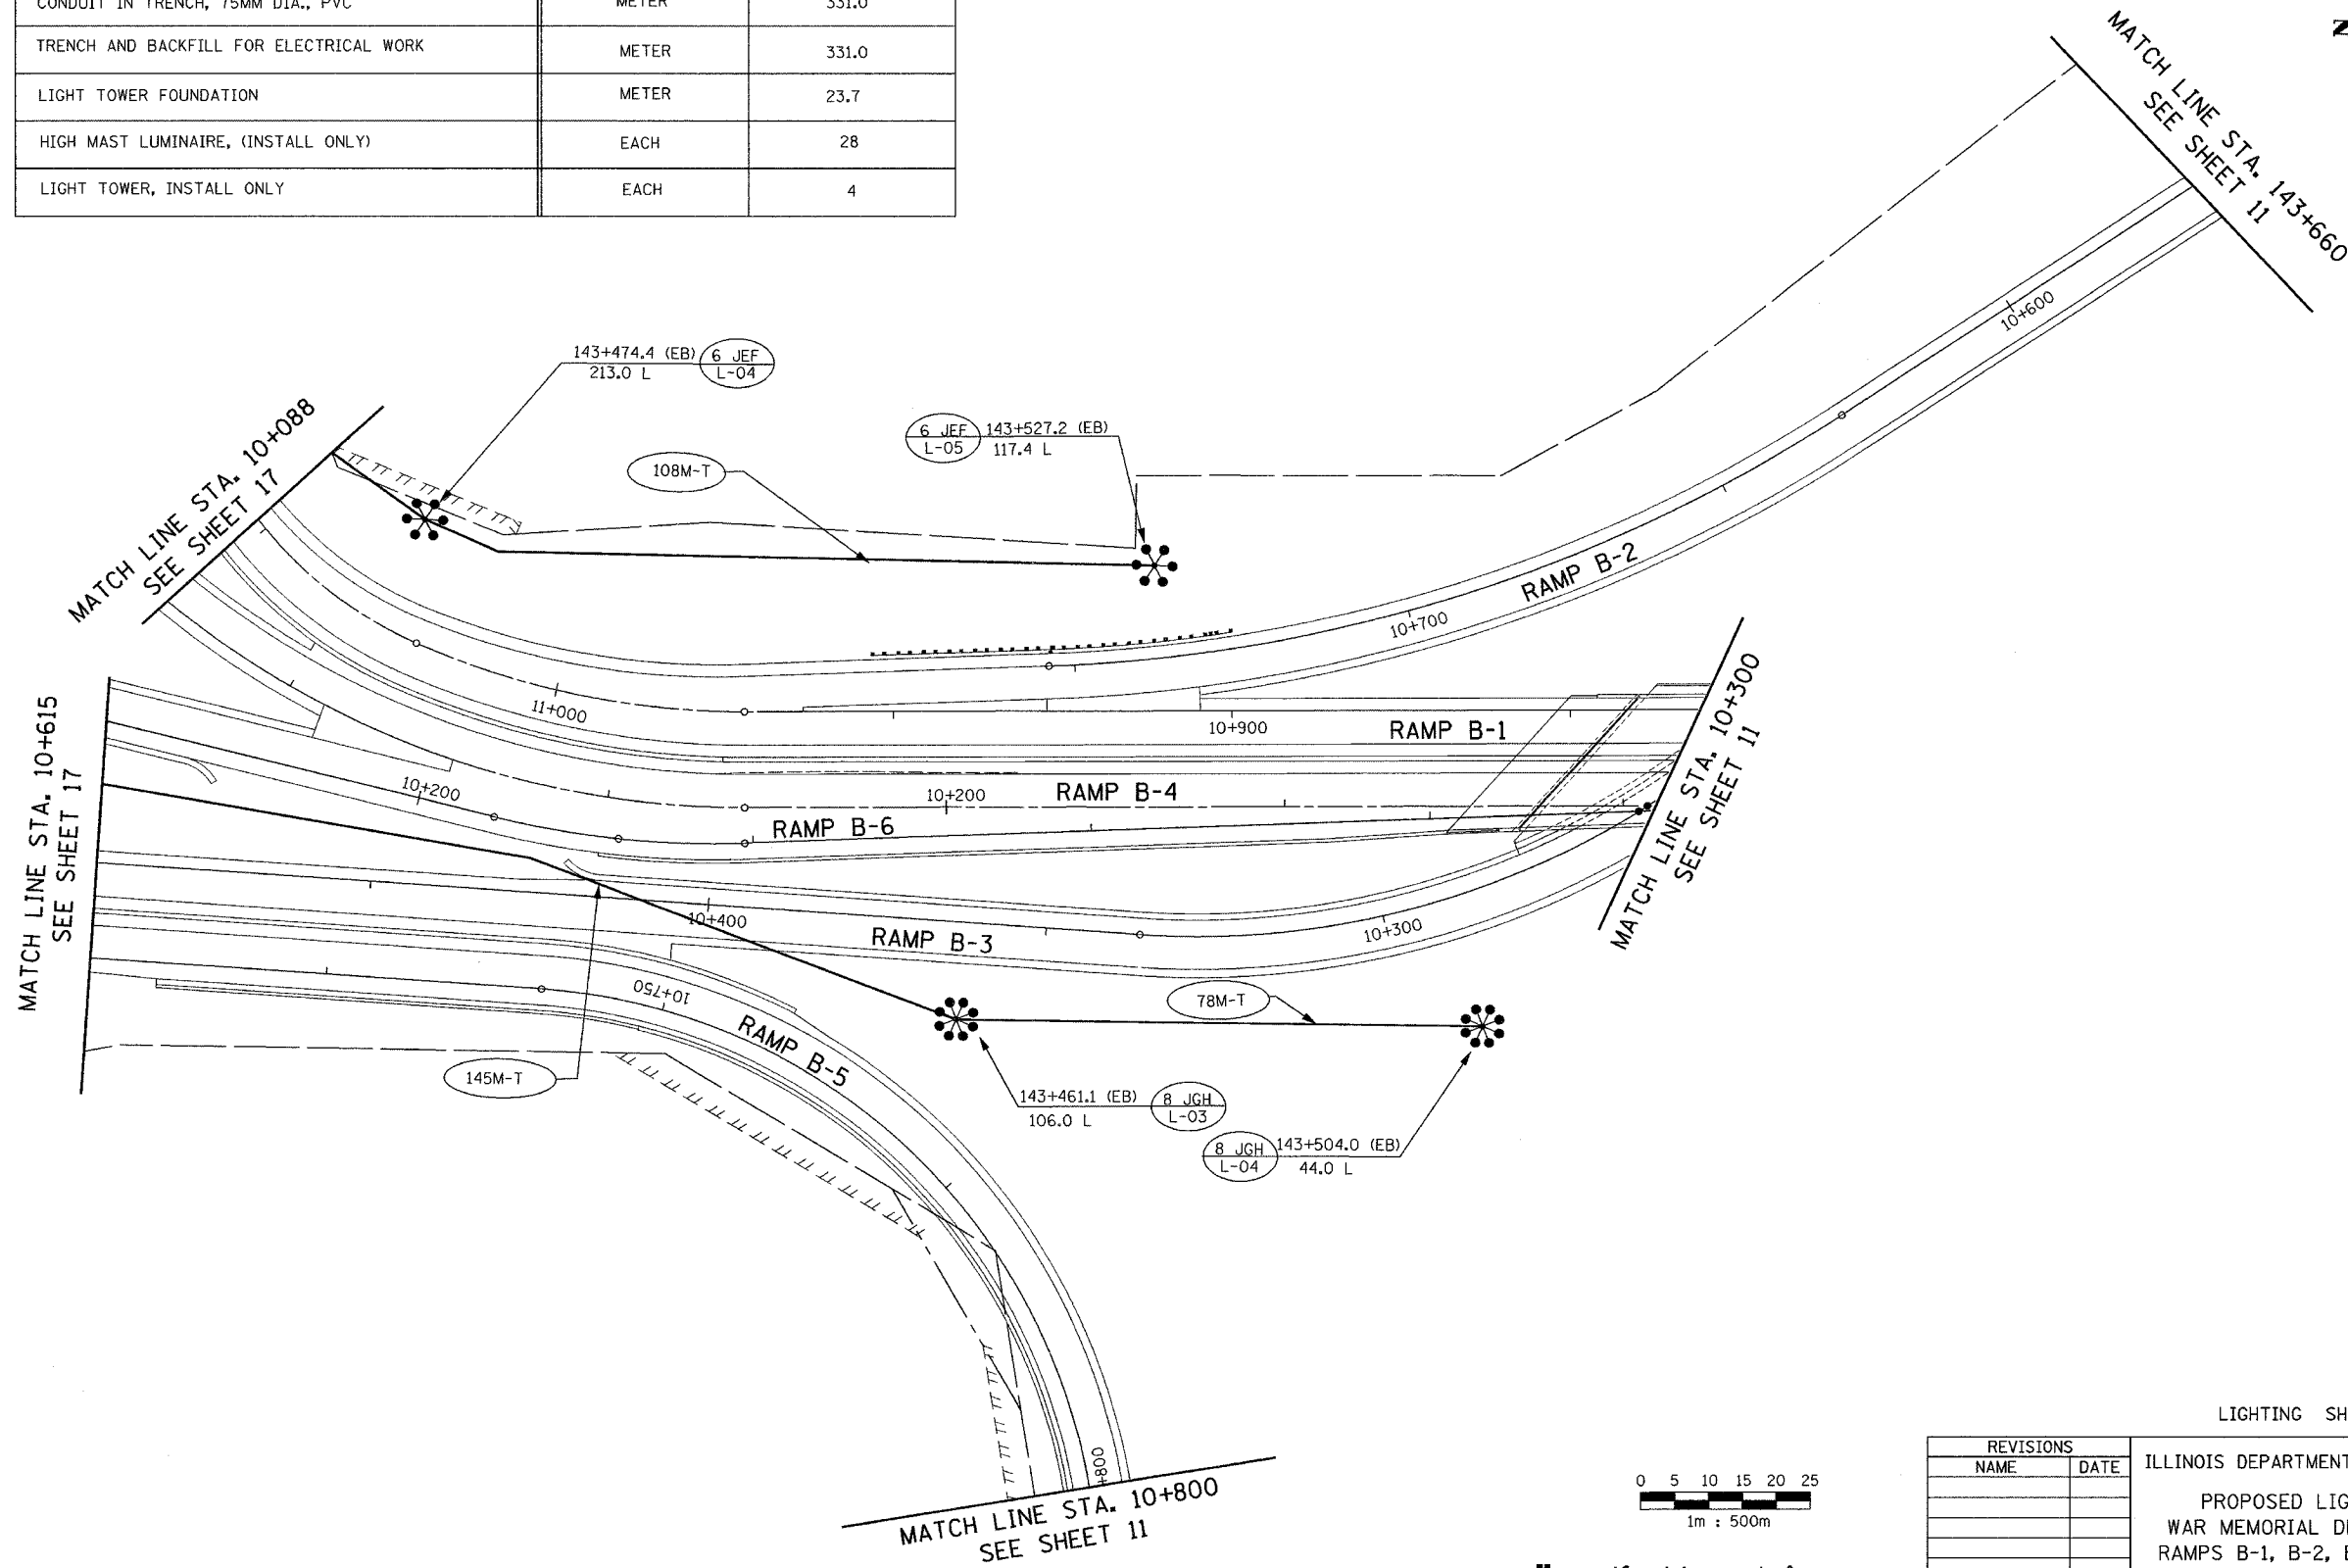 CONDUIT IN TRENCH, 75MM DIA., PVC METER 331.0
TRENCH AND BACKFILL FOR ELECTRICAL WORK METER 331.0
LIGHT TOWER FOUNDATION METER 23.7
HIGH MAST LUMINAIRE, (INSTALL ONLY) EACH 28
LIGHT TOWER, INSTALL ONLY EACH 4
MATCH LINE STA. 143+660
SEE SHEET 11
10+600
143+474.4 (EB)
213.0 L
6 JEF
L-04
6 JEF
L-05
143+527.2 (EB)
117.4 L
108M-T
MATCH LINE STA. 10+088
SEE SHEET 17
RAMP B-2
10+700
11+000
10+900
RAMP B-1
MATCH LINE STA. 10+300
SEE SHEET 11
MATCH LINE STA. 10+615
SEE SHEET 17
10+200
10+200
RAMP B-4
RAMP B-6
10+400
RAMP B-3
10+300
10+750
RAMP B-5
78M-T
145M-T
143+461.1 (EB)
106.0 L
8 JGH
L-03
8 JGH
L-04
143+504.0 (EB)
44.0 L
+800
MATCH LINE STA. 10+800
SEE SHEET 11
0 5 10 15 20 25
1m : 500m
LIGHTING SH
REVISIONS
NAME DATE
ILLINOIS DEPARTMENT
PROPOSED LIG
WAR MEMORIAL D
RAMPS B-1, B-2,